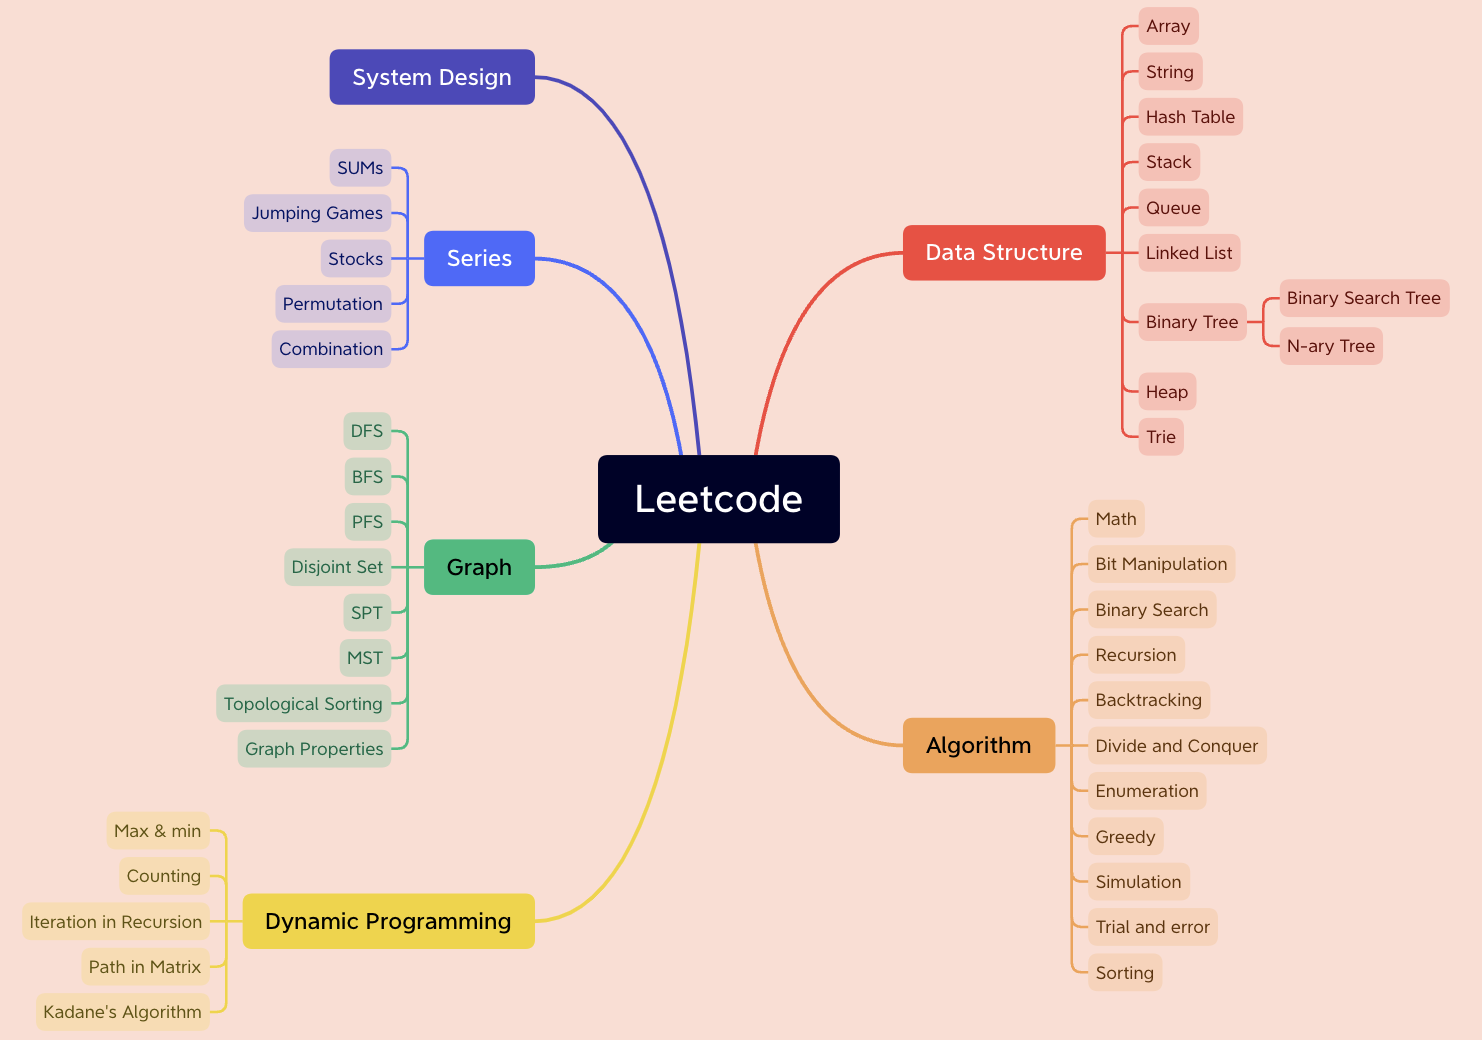 Leetcode
System Design
Series
SUMs
Jumping Games
Stocks
Permutation
Combination
Graph
DFS
BFS
PFS
Disjoint Set
SPT
MST
Topological Sorting
Graph Properties
Dynamic Programming
Max & min
Counting
Iteration in Recursion
Path in Matrix
Kadane's Algorithm
Data Structure
Array
String
Hash Table
Stack
Queue
Linked List
Binary Tree
Binary Search Tree
N-ary Tree
Heap
Trie
Algorithm
Math
Bit Manipulation
Binary Search
Recursion
Backtracking
Divide and Conquer
Enumeration
Greedy
Simulation
Trial and error
Sorting